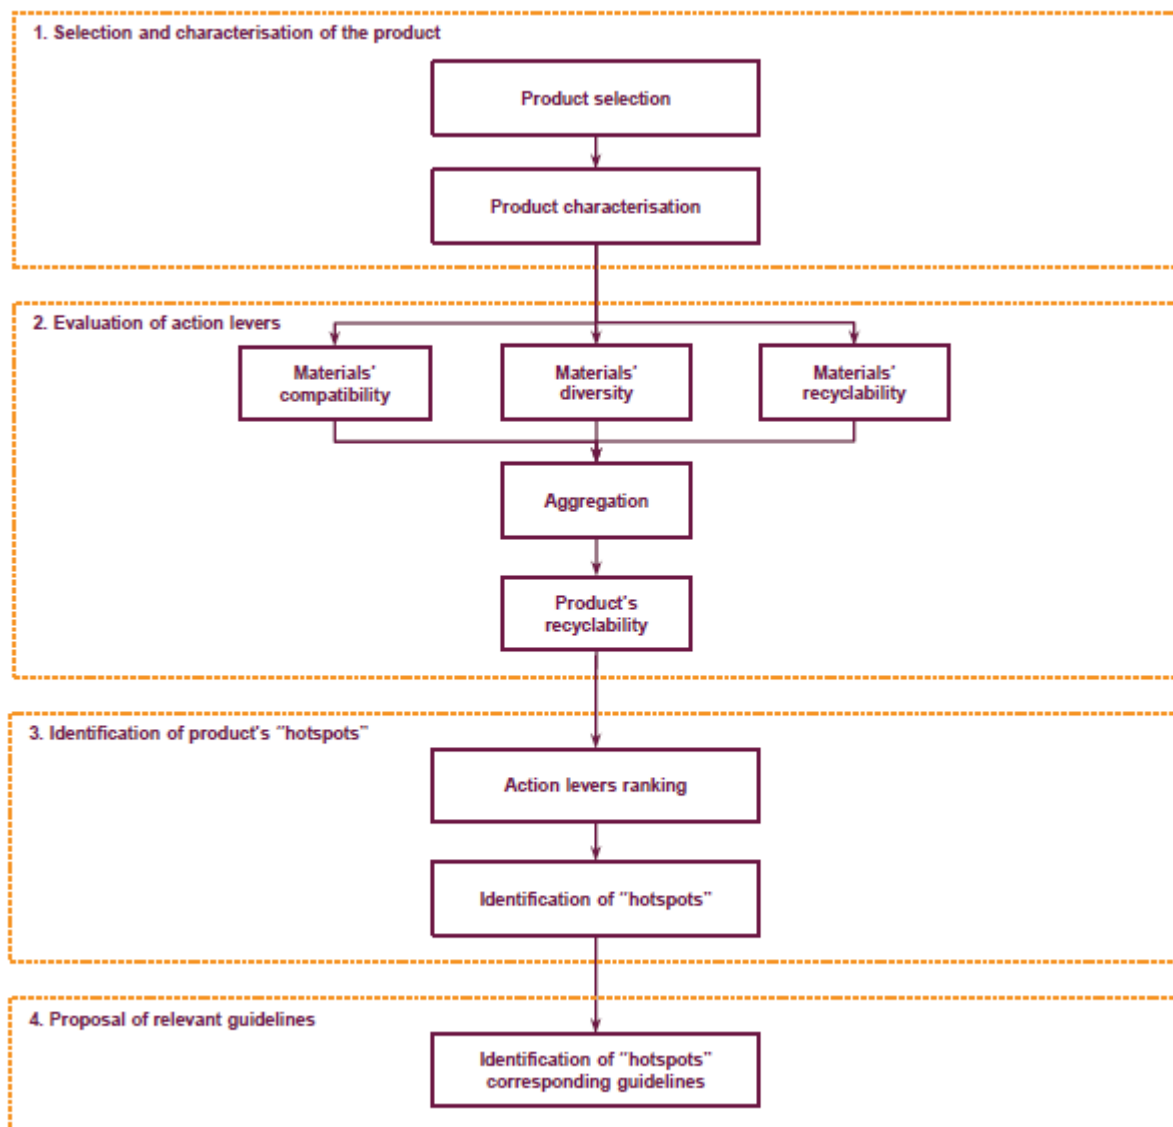 1. Selection and characterisation of the product
Product selection
Product characterisation
2. Evaluation of action levers
Materials'
compatibility
Materials'
diversity
Materials'
recyclability
Aggregation
Product's
recyclability
3. Identification of product's "hotspots"
Action levers ranking
Identification of "hotspots"
4. Proposal of relevant guidelines
Identification of "hotspots"
corresponding guidelines